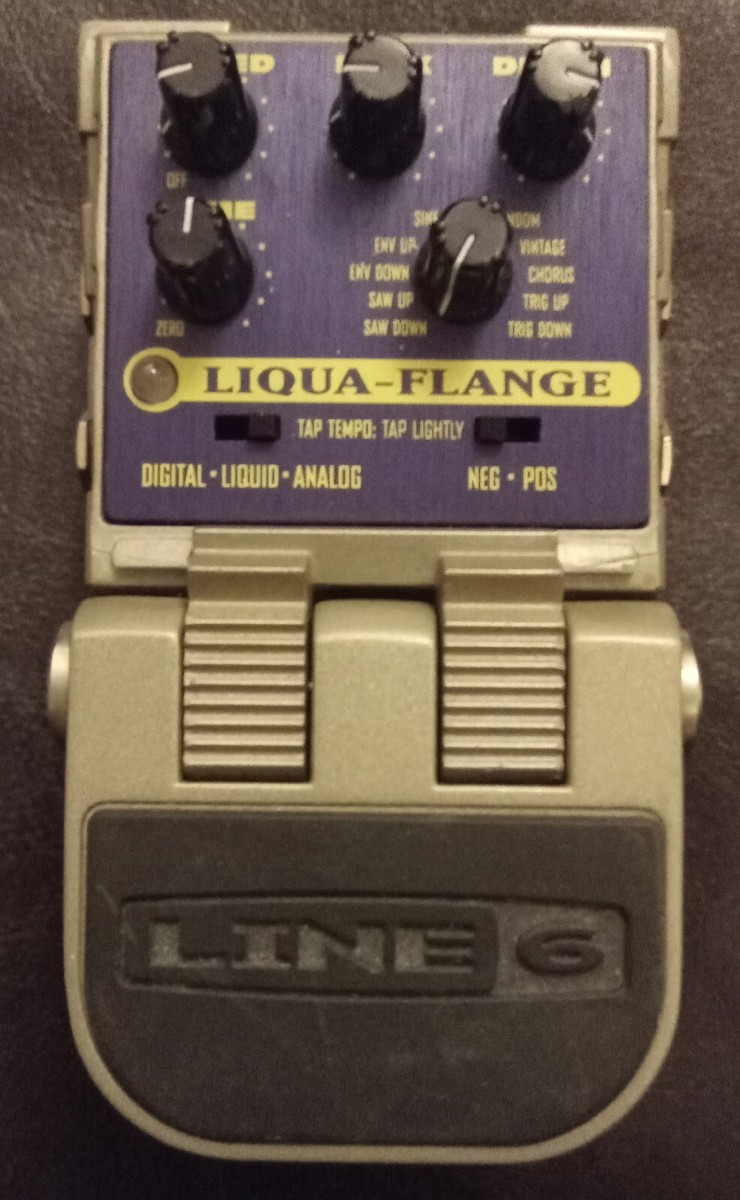 OFF
SINE
ENV UP
VINTAGE
ENV DOWN
CHORUS
SAW UP
TRIG UP
SAW DOWN
TRIG DOWN
ZERO
LIQUA-FLANGE
TAP TEMPO: TAP LIGHTLY
DIGITAL • LIQUID • ANALOG
NEG • POS
LINE 6